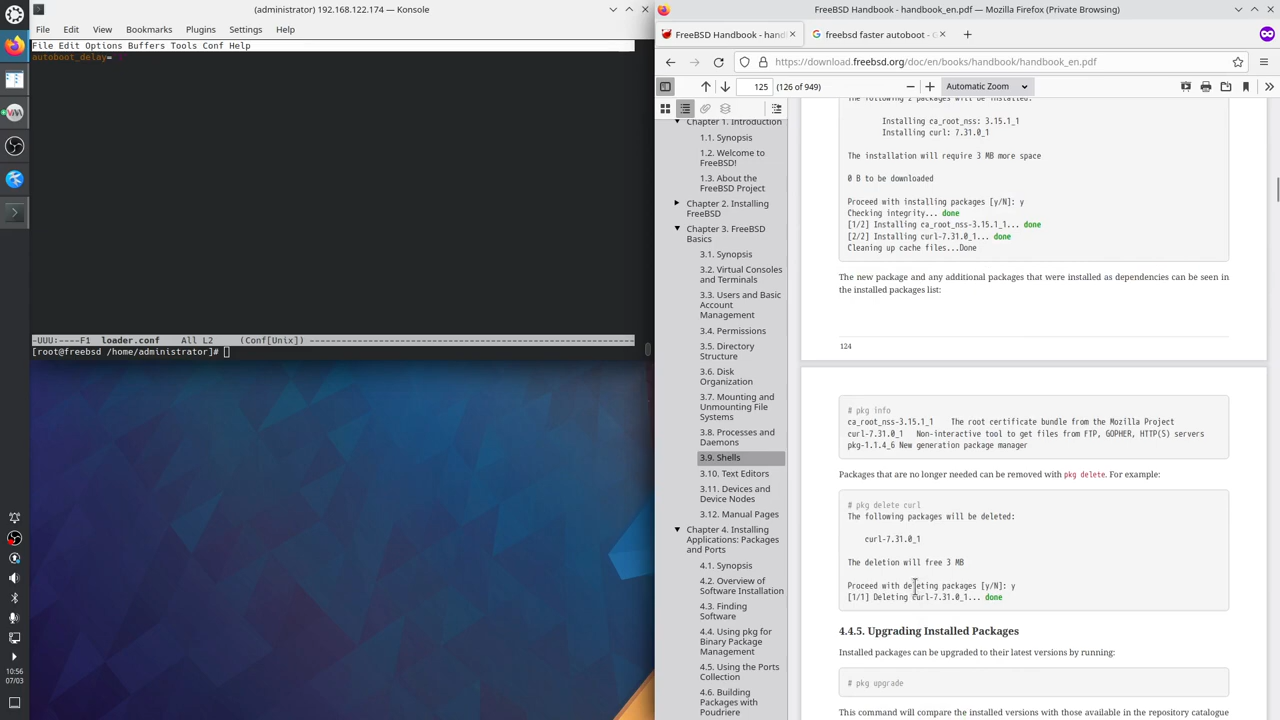 (administrator) 192.168.122.174 — Konsole
File Edit View Bookmarks Plugins Settings Help
File Edit Options Buffers Tools Conf Help
-UUU:----F1 loader.conf All L2 (Conf[Unix])
[root@freebsd /home/administrator]#
10:56
07/03
FreeBSD Handbook - handbook_en.pdf — Mozilla Firefox (Private Browsing)
FreeBSD Handbook - hand
freebsd faster autoboot - G
https://download.freebsd.org/doc/en/books/handbook/handbook_en.pdf
125 (126 of 949)
Automatic Zoom
Chapter 1. Introduction
1.1. Synopsis
1.2. Welcome to
FreeBSD!
1.3. About the
FreeBSD Project
Chapter 2. Installing
FreeBSD
Chapter 3. FreeBSD
Basics
3.1. Synopsis
3.2. Virtual Consoles
and Terminals
3.3. Users and Basic
Account
Management
3.4. Permissions
3.5. Directory
Structure
3.6. Disk
Organization
3.7. Mounting and
Unmounting File
Systems
3.8. Processes and
Daemons
3.9. Shells
3.10. Text Editors
3.11. Devices and
Device Nodes
3.12. Manual Pages
Chapter 4. Installing
Applications: Packages
and Ports
4.1. Synopsis
4.2. Overview of
Software Installation
4.3. Finding
Software
4.4. Using pkg for
Binary Package
Management
4.5. Using the Ports
Collection
4.6. Building
Packages with
Poudriere
The following 2 packages will be installed:
Installing ca_root_nss: 3.15.1_1
Installing curl: 7.31.0_1
The installation will require 3 MB more space
0 B to be downloaded
Proceed with installing packages [y/N]: y
Checking integrity... done
[1/2] Installing ca_root_nss-3.15.1_1... done
[2/2] Installing curl-7.31.0_1... done
Cleaning up cache files...Done
The new package and any additional packages that were installed as dependencies can be seen in
the installed packages list:
124
# pkg info
ca_root_nss-3.15.1_1 The root certificate bundle from the Mozilla Project
curl-7.31.0_1 Non-interactive tool to get files from FTP, GOPHER, HTTP(S) servers
pkg-1.1.4_6 New generation package manager
Packages that are no longer needed can be removed with pkg delete. For example:
# pkg delete curl
The following packages will be deleted:
curl-7.31.0_1
The deletion will free 3 MB
Proceed with deleting packages [y/N]: y
[1/1] Deleting curl-7.31.0_1... done
4.4.5. Upgrading Installed Packages
Installed packages can be upgraded to their latest versions by running:
# pkg upgrade
This command will compare the installed versions with those available in the repository catalogue